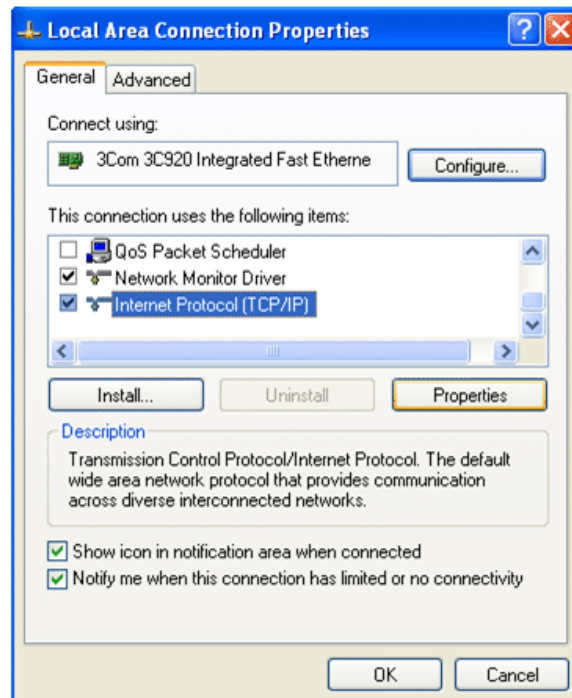 Local Area Connection Properties
General
Advanced
Connect using:
3Com 3C920 Integrated Fast Etherne
Configure...
This connection uses the following items:
QoS Packet Scheduler
Network Monitor Driver
Internet Protocol (TCP/IP)
Install...
Uninstall
Properties
Description
Transmission Control Protocol/Internet Protocol. The default
wide area network protocol that provides communication
across diverse interconnected networks.
Show icon in notification area when connected
Notify me when this connection has limited or no connectivity
OK
Cancel